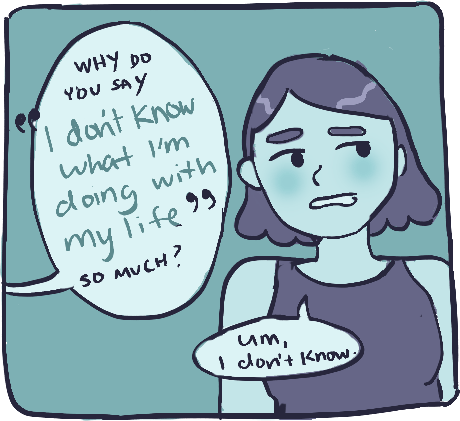 WHY DO
YOU SAY
"I don't know
what I'm
doing with
my life"
SO MUCH?
um,
I don't know.